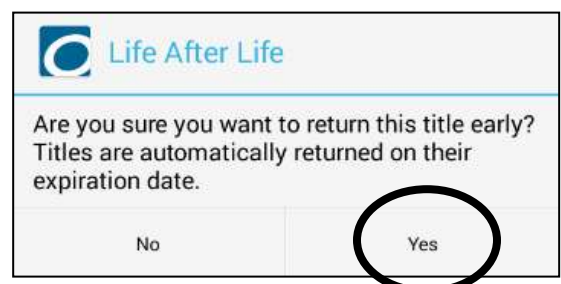 Life After Life
Are you sure you want to return this title early?
Titles are automatically returned on their
expiration date.
No
Yes